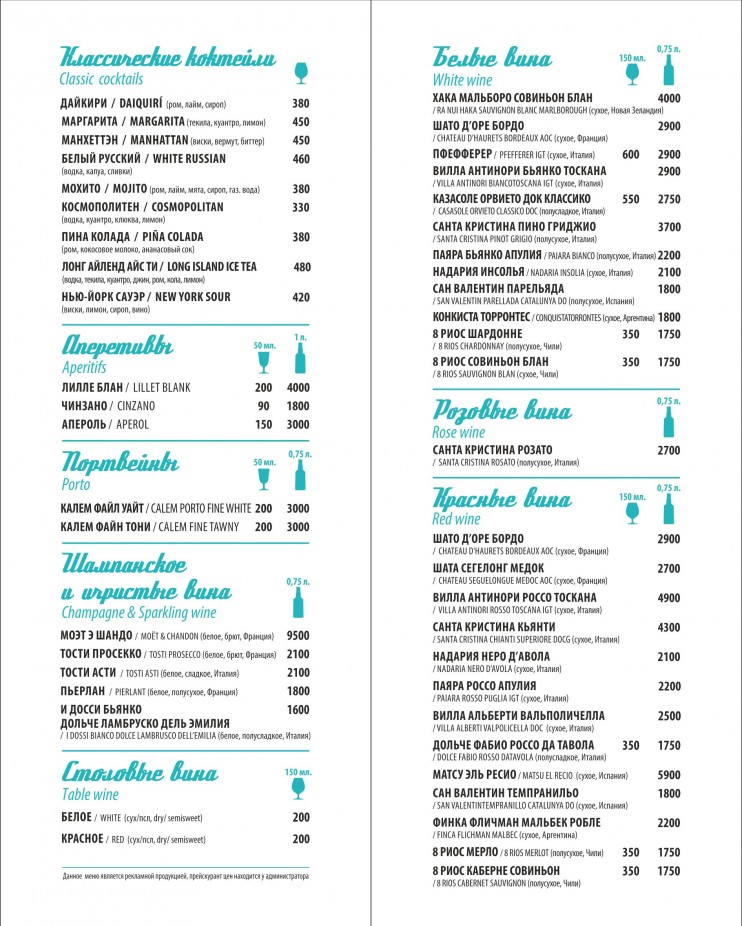 Классические коктейли
Classic cocktails
ДАЙКИРИ / DAIQUIRÍ (ром, лайм, сироп) 380
МАРГАРИТА / MARGARITA (текила, куантро, лимон) 450
МАНХЕТТЭН / MANHATTAN (виски, вермут, биттер) 450
БЕЛЫЙ РУССКИЙ / WHITE RUSSIAN 460
(водка, калуа, сливки)
МОХИТО / MOJITO (ром, лайм, мята, сироп, газ. вода) 380
КОСМОПОЛИТЕН / COSMOPOLITAN 330
(водка, куантро, клюква, лимон)
ПИНА КОЛАДА / PIÑA COLADA 380
(ром, кокосовое молоко, ананасовый сок)
ЛОНГ АЙЛЕНД АЙС ТИ / LONG ISLAND ICE TEA 480
(водка, текила, куантро, джин, ром, кола, лимон)
НЬЮ-ЙОРК САУЭР / NEW YORK SOUR 420
(виски, лимон, сироп, вино)
Аперетивы 50 мл. 1 л.
Aperitifs
ЛИЛЛЕ БЛАН / LILLET BLANK 200 4000
ЧИНЗАНО / CINZANO 90 1800
АПЕРОЛЬ / APEROL 150 3000
Портвейны 50 мл. 0,75 л.
Porto
КАЛЕМ ФАЙЛ УАЙТ / CALEM PORTO FINE WHITE 200 3000
КАЛЕМ ФАЙН ТОНИ / CALEM FINE TAWNY 200 3000
Шампанское
и игристые вина 0,75 л.
Champagne & Sparkling wine
МОЭТ Э ШАНДО / MOËT & CHANDON (белое, брют, Франция) 9500
ТОСТИ ПРОСЕККО / TOSTI PROSECCO (белое, брют, Франция) 2100
ТОСТИ АСТИ / TOSTI ASTI (белое, сладкое, Италия) 2100
ПЬЕРЛАН / PIERLANT (белое, полусухое, Франция) 1800
И ДОССИ БЬЯНКО 1600
ДОЛЬЧЕ ЛАМБРУСКО ДЕЛЬ ЭМИЛИЯ
/ I DOSSI BIANCO DOLCE LAMBRUSCO DELL'EMILIA (белое, полусладкое, Италия)
Столовые вина 150 мл.
Table wine
БЕЛОЕ / WHITE (сух/псл, dry/ semisweet) 200
КРАСНОЕ / RED (сух/псл, dry/ semisweet) 200
Данное меню является рекламной продукцией, прейскурант цен находится у администратора
Белые вина 150 мл. 0,75 л.
White wine
ХАКА МАЛЬБОРО СОВИНЬОН БЛАН 4000
/ RA NUI HAKA SAUVIGNON BLANC MARLBOROUGH (сухое, Новая Зеландия)
ШАТО Д'ОРЕ БОРДО 2900
/ CHATEAU D'HAURETS BORDEAUX AOC (сухое, Франция)
ПФЕФФЕРЕР / PFEFFERER IGT (сухое, Италия) 600 2900
ВИЛЛА АНТИНОРИ БЬЯНКО ТОСКАНА 2900
/ VILLA ANTINORI BIANCOTOSCANA IGT (сухое, Италия)
КАЗАСОЛЕ ОРВИЕТО ДОК КЛАССИКО 550 2750
/ CASASOLE ORVIETO CLASSICO DOC (полусладкое, Италия)
САНТА КРИСТИНА ПИНО ГРИДЖИО 3700
/ SANTA CRISTINA PINOT GRIGIO (полусухое, Италия)
ПАЯРА БЬЯНКО АПУЛИЯ / PAIARA BIANCO (полусухое, Италия) 2200
НАДАРИЯ ИНСОЛЬЯ / NADARIA INSOLIA (сухое, Италия) 2100
САН ВАЛЕНТИН ПАРЕЛЬЯДА 1800
/ SAN VALENTIN PARELLADA CATALUNYA DO (полусухое, Испания)
КОНКИСТА ТОРРОНТЕС / CONQUISTATORRONTES (сухое, Аргентина) 1800
8 РИОС ШАРДОННЕ 350 1750
/ 8 RIOS CHARDONNAY (полусухое, Чили)
8 РИОС СОВИНЬОН БЛАН 350 1750
/ 8 RIOS SAUVIGNON BLAN (сухое, Чили)
Розовые вина 0,75 л.
Rose wine
САНТА КРИСТИНА РОЗАТО 2700
/ SANTA CRISTINA ROSATO (полусухое, Италия)
Красные вина 150 мл. 0,75 л.
Red wine
ШАТО Д'ОРЕ БОРДО 2900
/ CHATEAU D'HAURETS BORDEAUX AOC (сухое, Франция)
ШАТА СЕГЕЛОНГ МЕДОК 2700
/ CHATEAU SEGUELONGUE MEDOC AOC (сухое, Франция)
ВИЛЛА АНТИНОРИ РОССО ТОСКАНА 4900
/ VILLA ANTINORI ROSSO TOSCANA IGT (сухое, Италия)
САНТА КРИСТИНА КЬЯНТИ 4300
/ SANTA CRISTINA CHIANTI SUPERIORE DOCG (сухое, Италия)
НАДАРИЯ НЕРО Д'АВОЛА 2100
/ NADARIA NERO D'AVOLA (сухое, Италия)
ПАЯРА РОССО АПУЛИЯ 2200
/ PAIARA ROSSO PUGLIA IGT (сухое, Италия)
ВИЛЛА АЛЬБЕРТИ ВАЛЬПОЛИЧЕЛЛА 2500
/ VILLA ALBERTI VALPOLICELLA DOC (сухое, Италия)
ДОЛЬЧЕ ФАБИО РОССО ДА ТАВОЛА 350 1750
/ DOLCE FABIO ROSSO DATAVOLA (полусладкое, Италия)
МАТСУ ЭЛЬ РЕСИО / MATSU EL RECIO (сухое, Испания) 5900
САН ВАЛЕНТИН ТЕМПРАНИЛЬО 1800
/ SAN VALENTINTEMPRANILLO CATALUNYA DO (сухое, Испания)
ФИНКА ФЛИЧМАН МАЛЬБЕК РОБЛЕ 2200
/ FINCA FLICHMAN MALBEC (сухое, Аргентина)
8 РИОС МЕРЛО / 8 RIOS MERLOT (полусухое, Чили) 350 1750
8 РИОС КАБЕРНЕ СОВИНЬОН 350 1750
/ 8 RIOS CABERNET SAUVIGNON (полусухое, Чили)